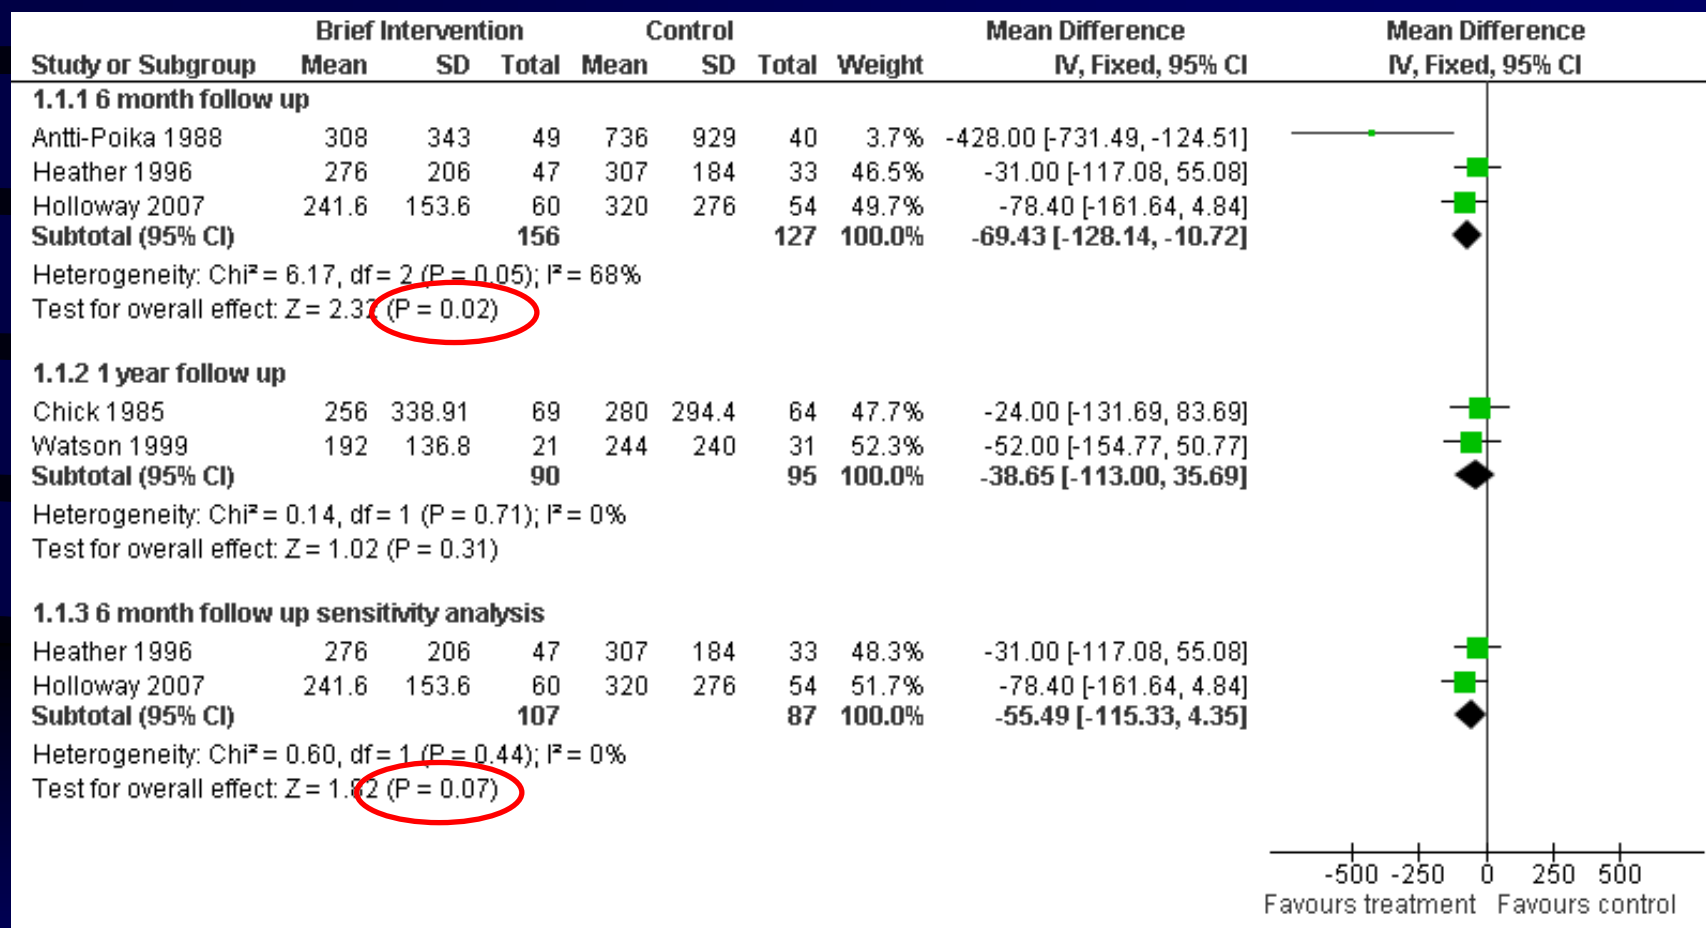 Brief Intervention Control Mean Difference Mean Difference
Study or Subgroup Mean SD Total Mean SD Total Weight IV, Fixed, 95% CI IV, Fixed, 95% CI
1.1.1 6 month follow up
Antti-Poika 1988 308 343 49 736 929 40 3.7% -428.00 [-731.49, -124.51]
Heather 1996 276 206 47 307 184 33 46.5% -31.00 [-117.08, 55.08]
Holloway 2007 241.6 153.6 60 320 276 54 49.7% -78.40 [-161.64, 4.84]
Subtotal (95% CI) 156 127 100.0% -69.43 [-128.14, -10.72]
Heterogeneity: Chi² = 6.17, df = 2 (P = 0.05); I² = 68%
Test for overall effect: Z = 2.32 (P = 0.02)
1.1.2 1 year follow up
Chick 1985 256 338.91 69 280 294.4 64 47.7% -24.00 [-131.69, 83.69]
Watson 1999 192 136.8 21 244 240 31 52.3% -52.00 [-154.77, 50.77]
Subtotal (95% CI) 90 95 100.0% -38.65 [-113.00, 35.69]
Heterogeneity: Chi² = 0.14, df = 1 (P = 0.71); I² = 0%
Test for overall effect: Z = 1.02 (P = 0.31)
1.1.3 6 month follow up sensitivity analysis
Heather 1996 276 206 47 307 184 33 48.3% -31.00 [-117.08, 55.08]
Holloway 2007 241.6 153.6 60 320 276 54 51.7% -78.40 [-161.64, 4.84]
Subtotal (95% CI) 107 87 100.0% -55.49 [-115.33, 4.35]
Heterogeneity: Chi² = 0.60, df = 1 (P = 0.44); I² = 0%
Test for overall effect: Z = 1.82 (P = 0.07)
-500 -250 0 250 500
Favours treatment Favours control